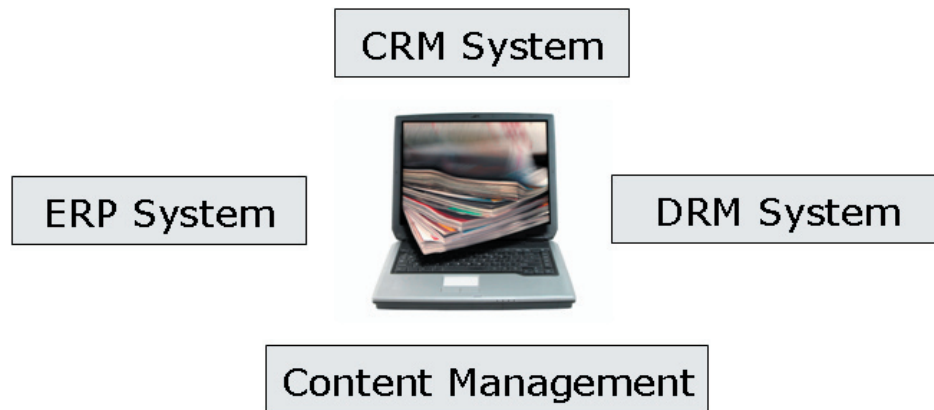 CRM System
ERP System
DRM System
Content Management